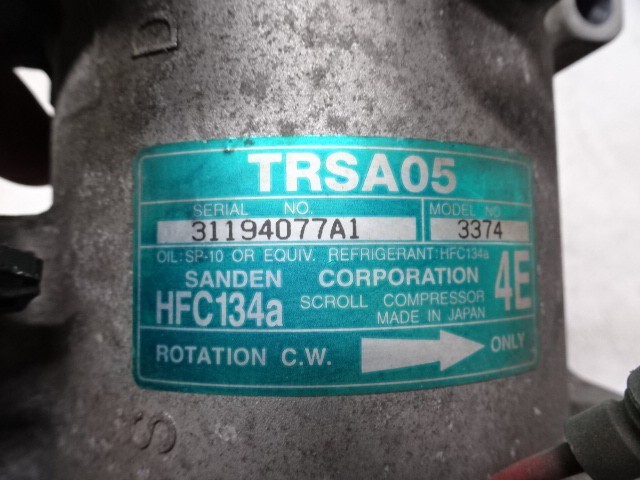 D
TRSA05
SERIAL NO. MODEL NO
31194077A1 3374
OIL:SP-10 OR EQUIV. REFRIGERANT:HFC134a
SANDEN CORPORATION 4E
HFC134a SCROLL COMPRESSOR
MADE IN JAPAN
ROTATION C.W. ONLY
S